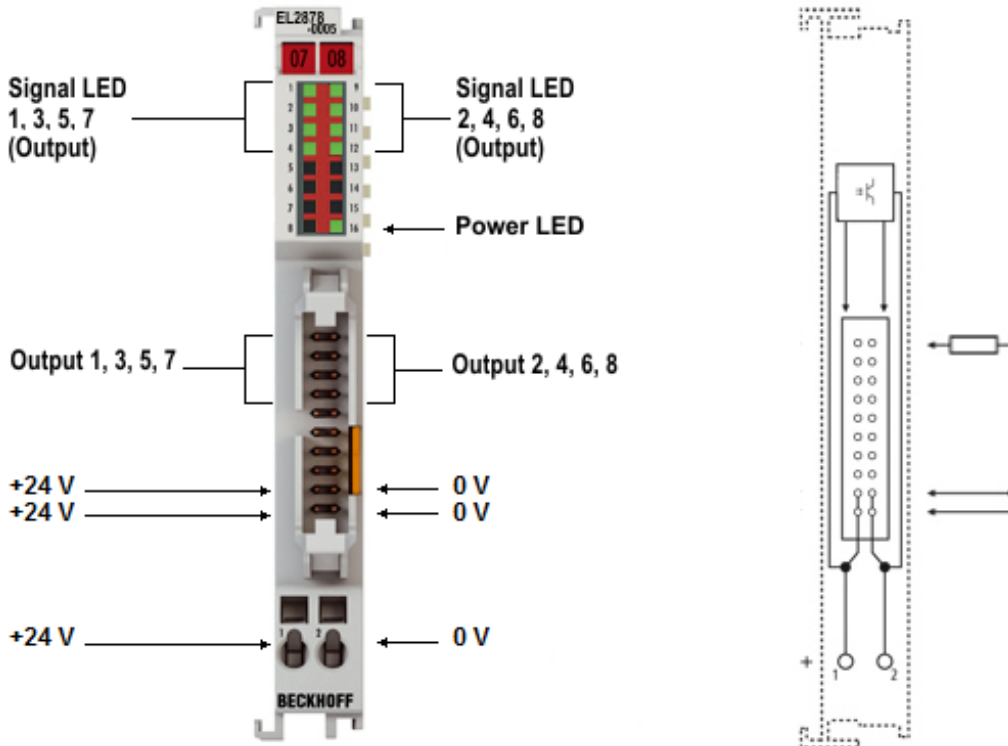 EL2878
-0005
07 08
Signal LED
1, 3, 5, 7
(Output)
Signal LED
2, 4, 6, 8
(Output)
1 9
2 10
3 11
4 12
5 13
6 14
7 15
8 16
Power LED
Output 1, 3, 5, 7
Output 2, 4, 6, 8
+24 V
0 V
+24 V
0 V
1 2
+24 V
0 V
BECKHOFF
+ 1 2